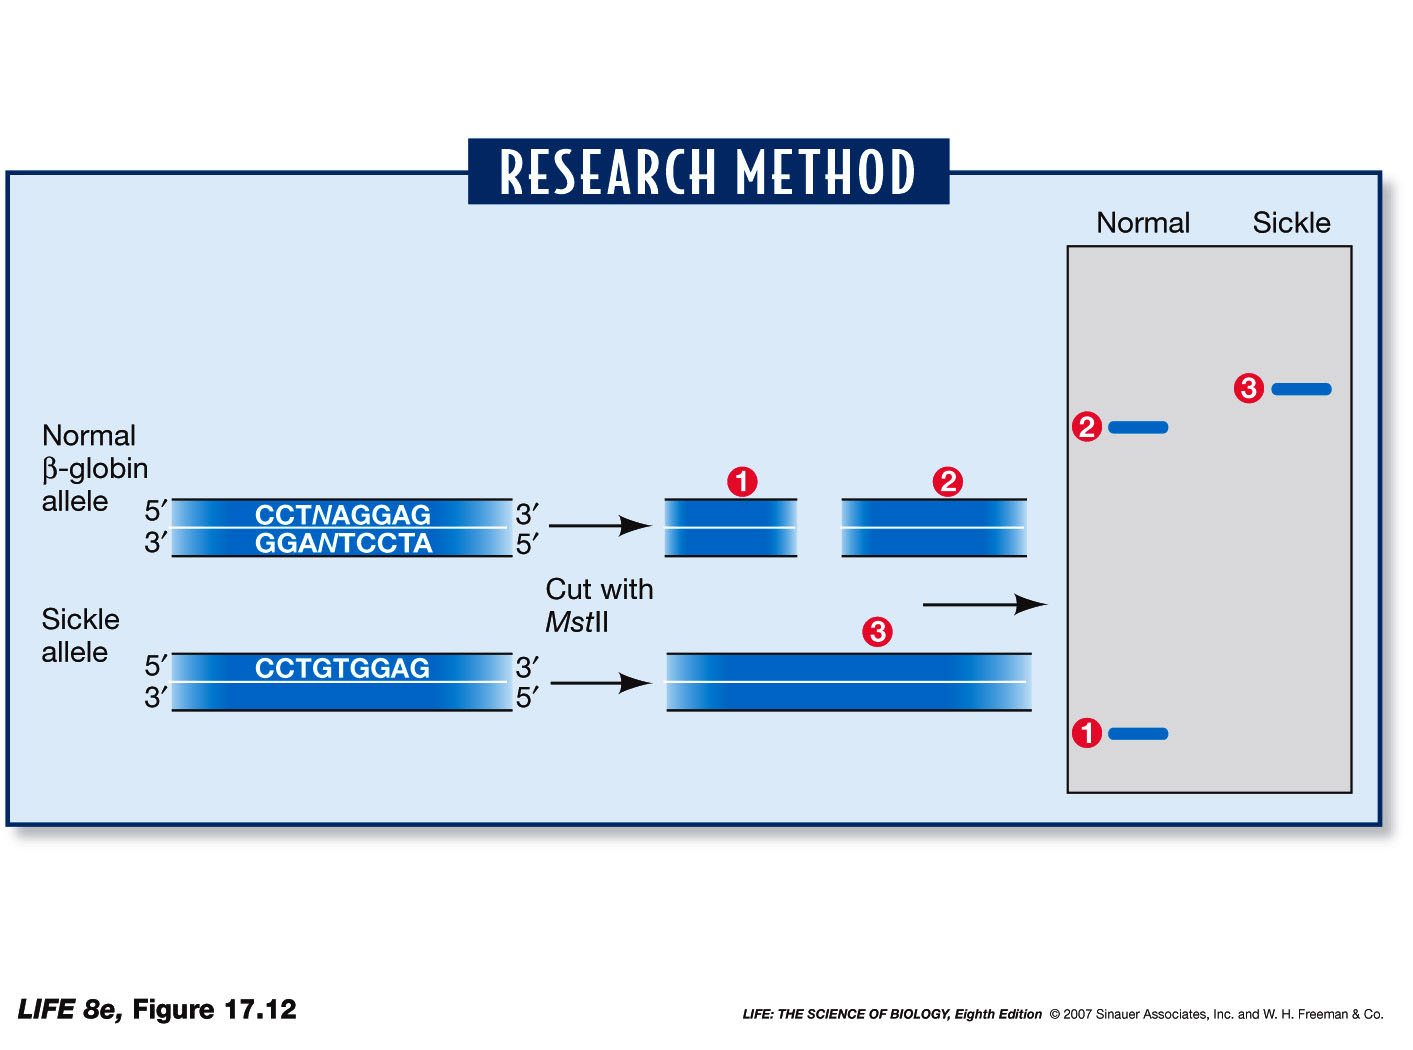 RESEARCH METHOD
Normal Sickle
3
2
Normal
β-globin
allele
1 2
5′ CCTNAGGAG 3′
3′ GGANTCCTA 5′
Cut with
MstII
Sickle
allele
3
5′ CCTGTGGAG 3′
3′ 5′
1
LIFE 8e, Figure 17.12
LIFE: THE SCIENCE OF BIOLOGY, Eighth Edition © 2007 Sinauer Associates, Inc. and W. H. Freeman & Co.